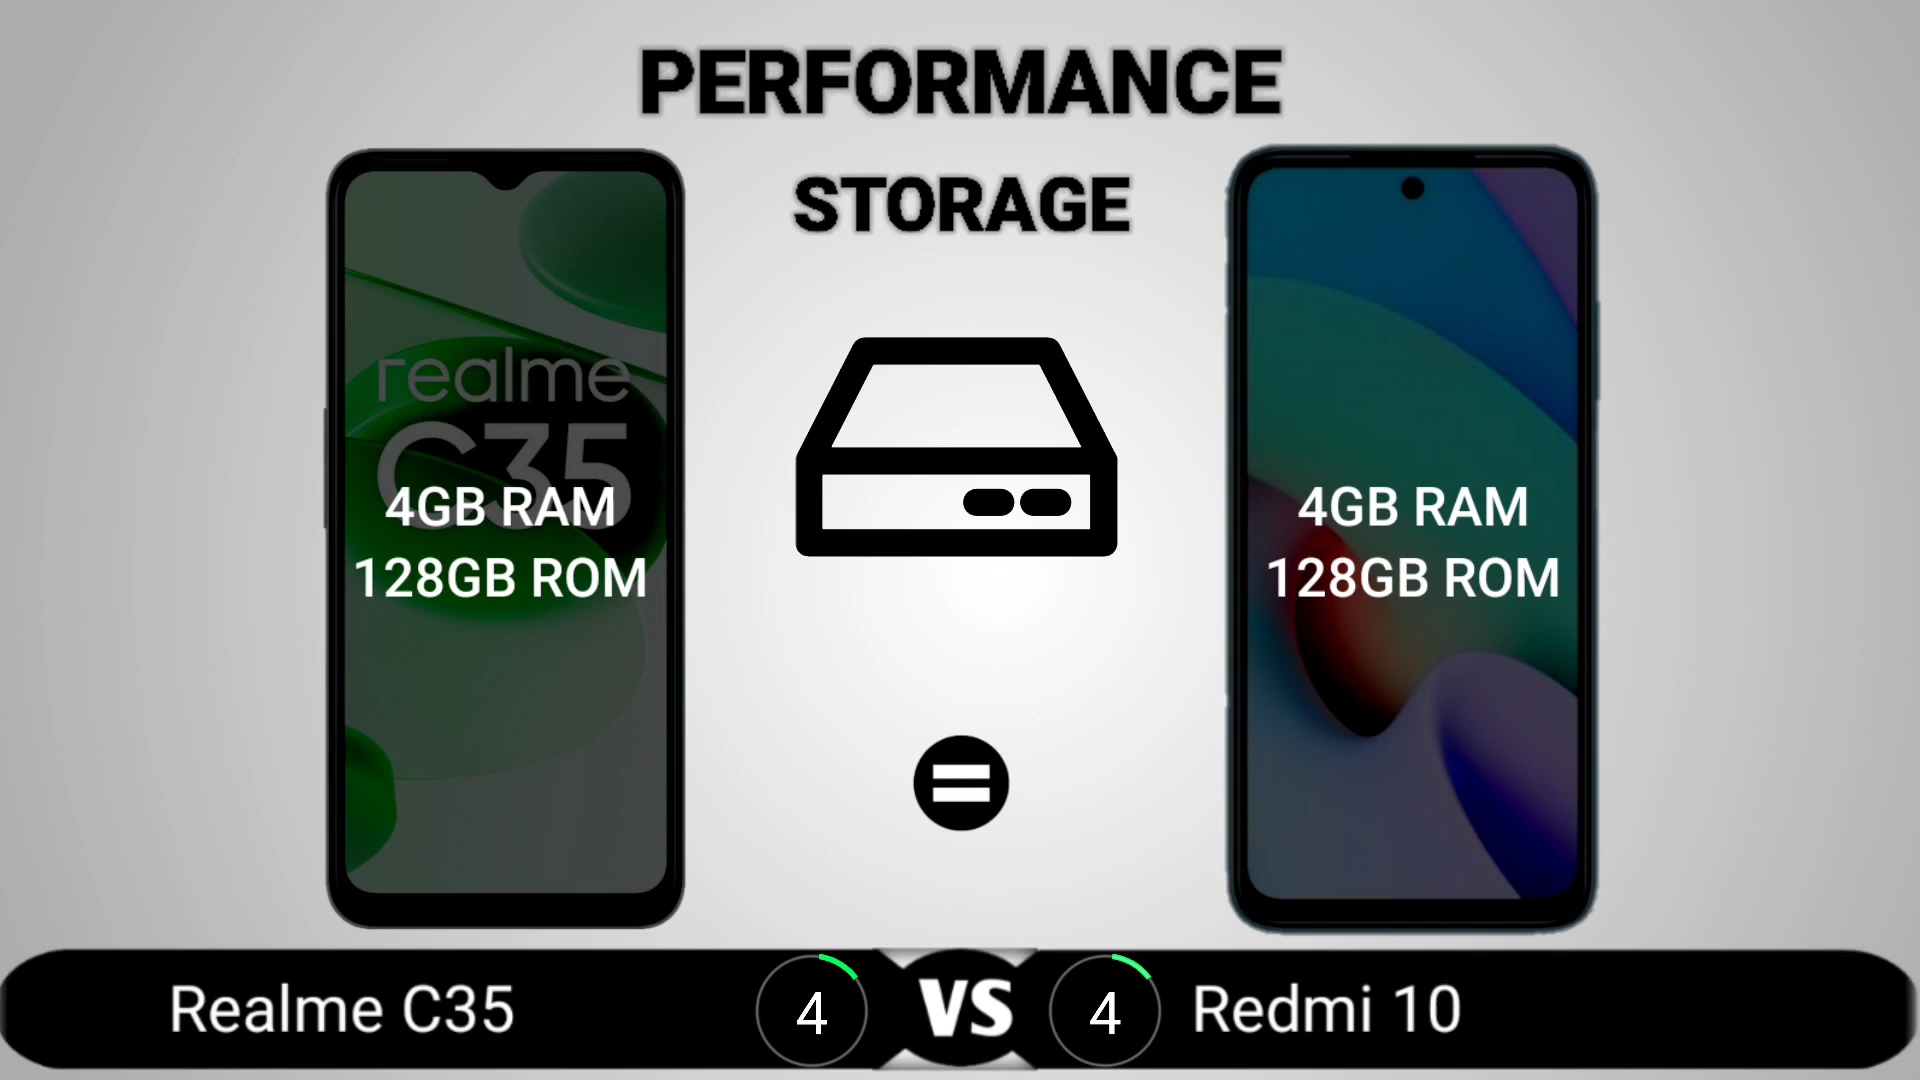 PERFORMANCE
STORAGE
realme
C35
4GB RAM
128GB ROM
4GB RAM
128GB ROM
Realme C35
4
VS
4
Redmi 10